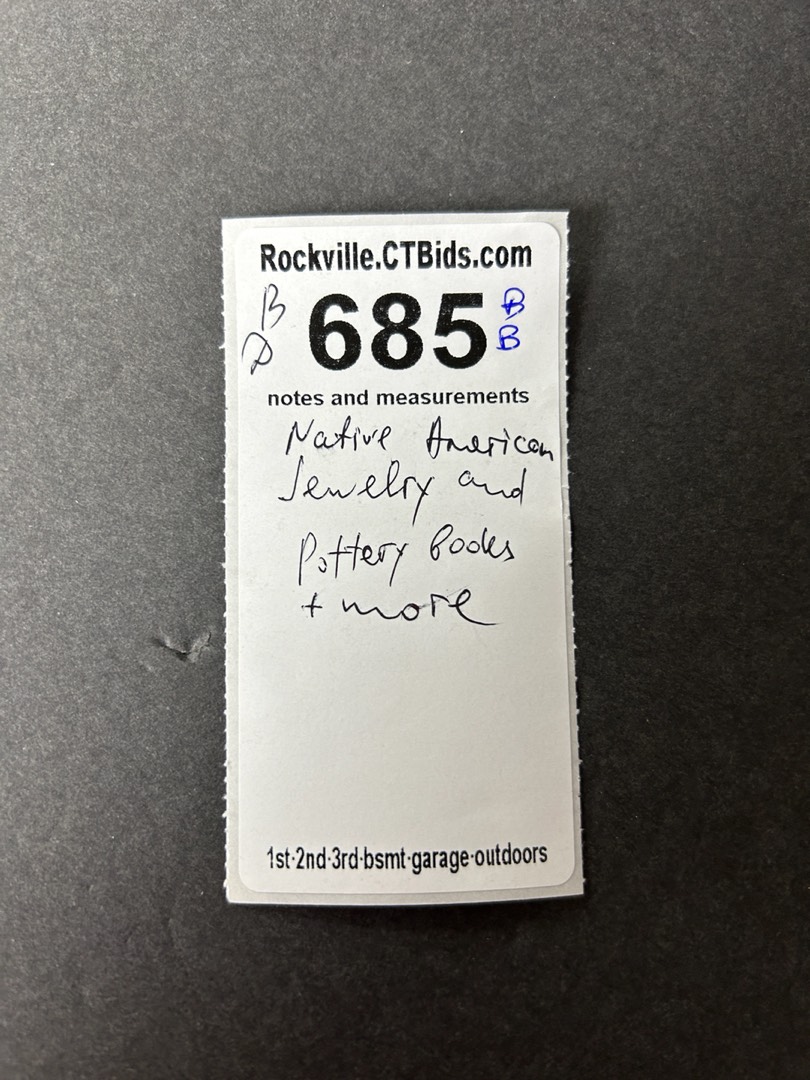 Rockville.CTBids.com
B 685 B
B
notes and measurements
Native American
Jewelry and
Pottery Books
+ more
1st·2nd·3rd·bsmt·garage·outdoors